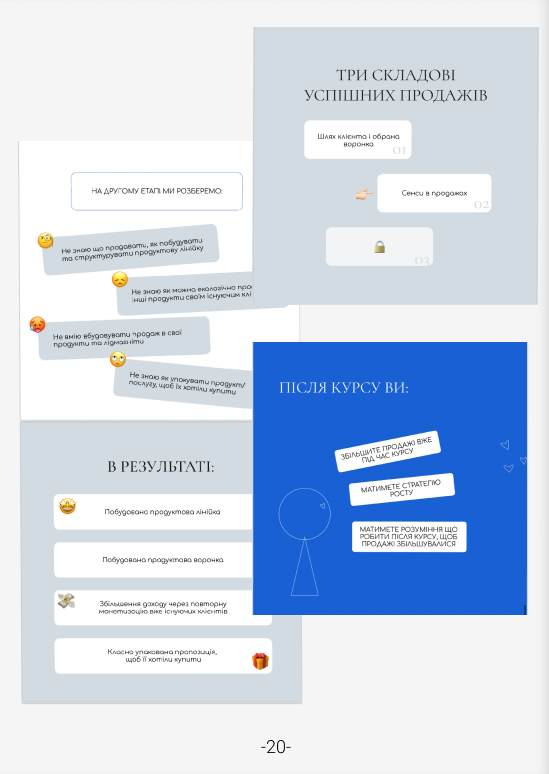 ТРИ СКЛАДОВІ
УСПІШНИХ ПРОДАЖІВ
Шлях клієнта і обрана
воронка
01
Сенси в продажах
02
03
НА ДРУГОМУ ЕТАПІ МИ РОЗБЕРЕМО:
Не знаю що продавати, як побудувати
та структурувати продуктову лінійку
Не знаю як можна екологічно
інші продукти своїм існуючим
Не вмію вбудовувати продаж в свої
продукти та лідмагніти
Не знаю як упакувати продукт/
послугу, щоб їх хотіли купити
В РЕЗУЛЬТАТІ:
Побудована продуктова лінійка
Побудована продуктова воронка
Збільшення доходу через повторну
монетизацію вже існуючих клієнтів
Класно упакована пропозиція,
щоб її хотіли купити
ПІСЛЯ КУРСУ ВИ:
ЗБІЛЬШИТЕ ПРОДАЖІ ВЖЕ
ПІД ЧАС КУРСУ
МАТИМЕТЕ СТРАТЕГІЮ
РОСТУ
МАТИМЕТЕ РОЗУМІННЯ ЩО
РОБИТИ ПІСЛЯ КУРСУ, ЩОБ
ПРОДАЖІ ЗБІЛЬШУВАЛИСЯ
-20-